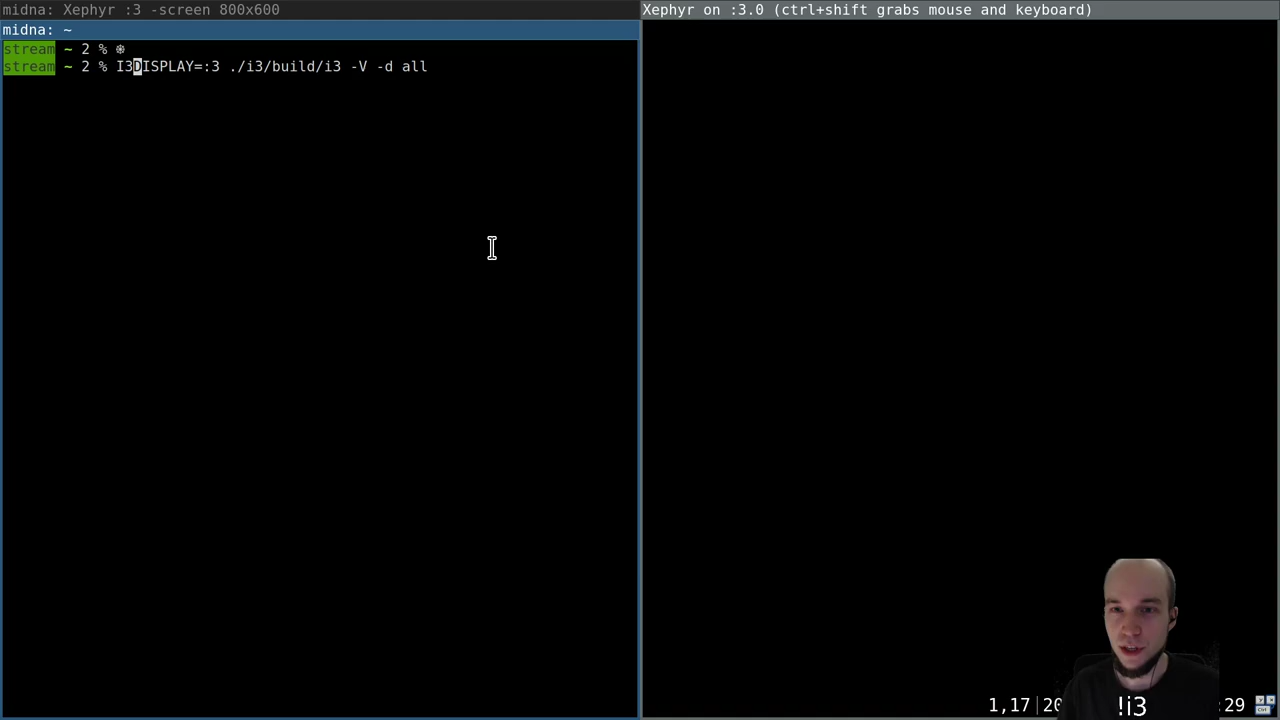 midna: Xephyr :3 -screen 800x600
midna: ~
stream ~ 2 % ❄
stream ~ 2 % I3DISPLAY=:3 ./i3/build/i3 -V -d all
Xephyr on :3.0 (ctrl+shift grabs mouse and keyboard)
1,17 20
!i3
:29